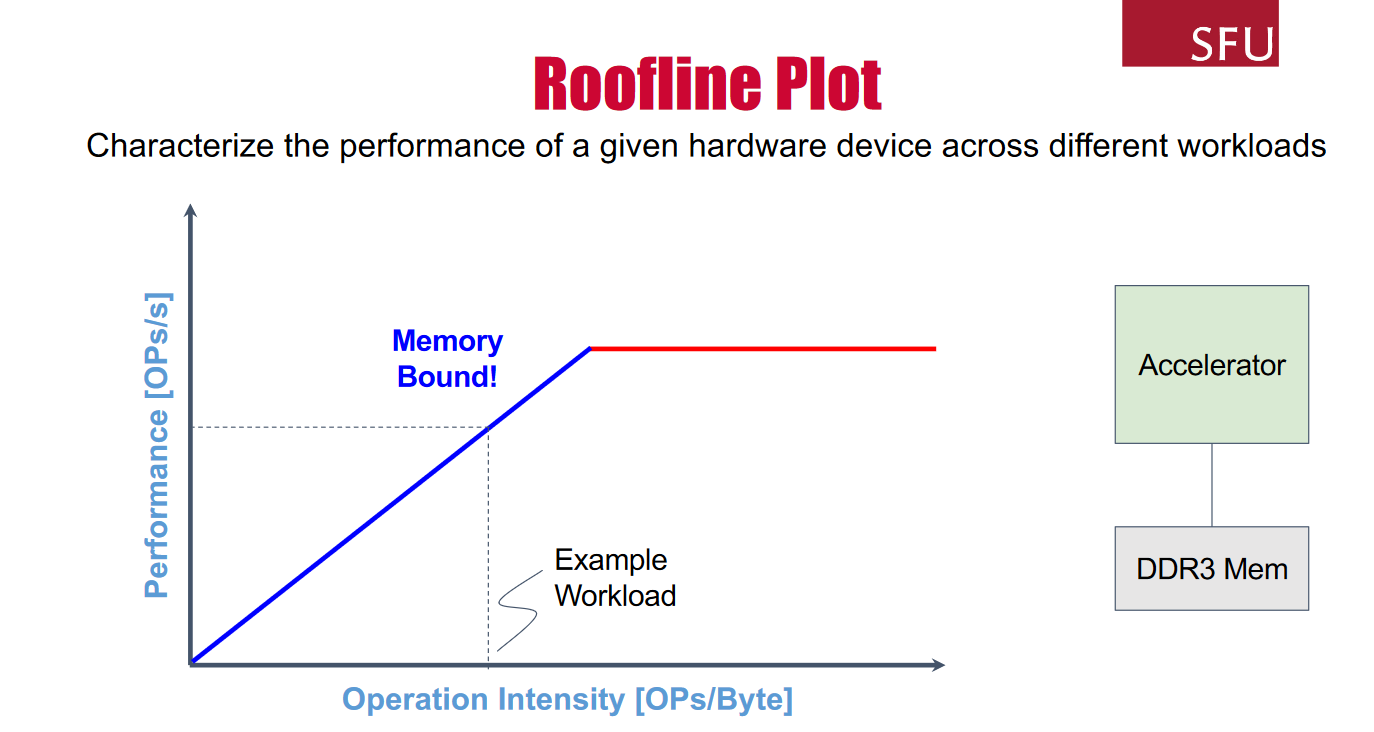 SFU
Roofline Plot
Characterize the performance of a given hardware device across different workloads
Performance [OPs/s]
Memory
Bound!
Example
Workload
Operation Intensity [OPs/Byte]
Accelerator
DDR3 Mem